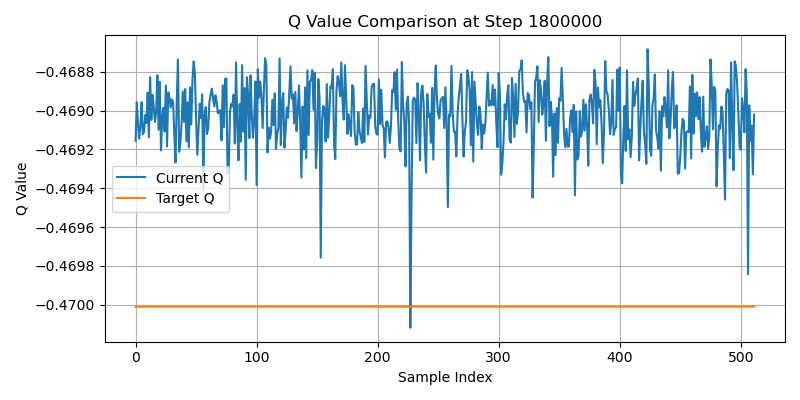 Q Value Comparison at Step 1800000
Q Value
−0.4688
−0.4690
−0.4692
−0.4694
−0.4696
−0.4698
−0.4700
Current Q
Target Q
0 100 200 300 400 500
Sample Index